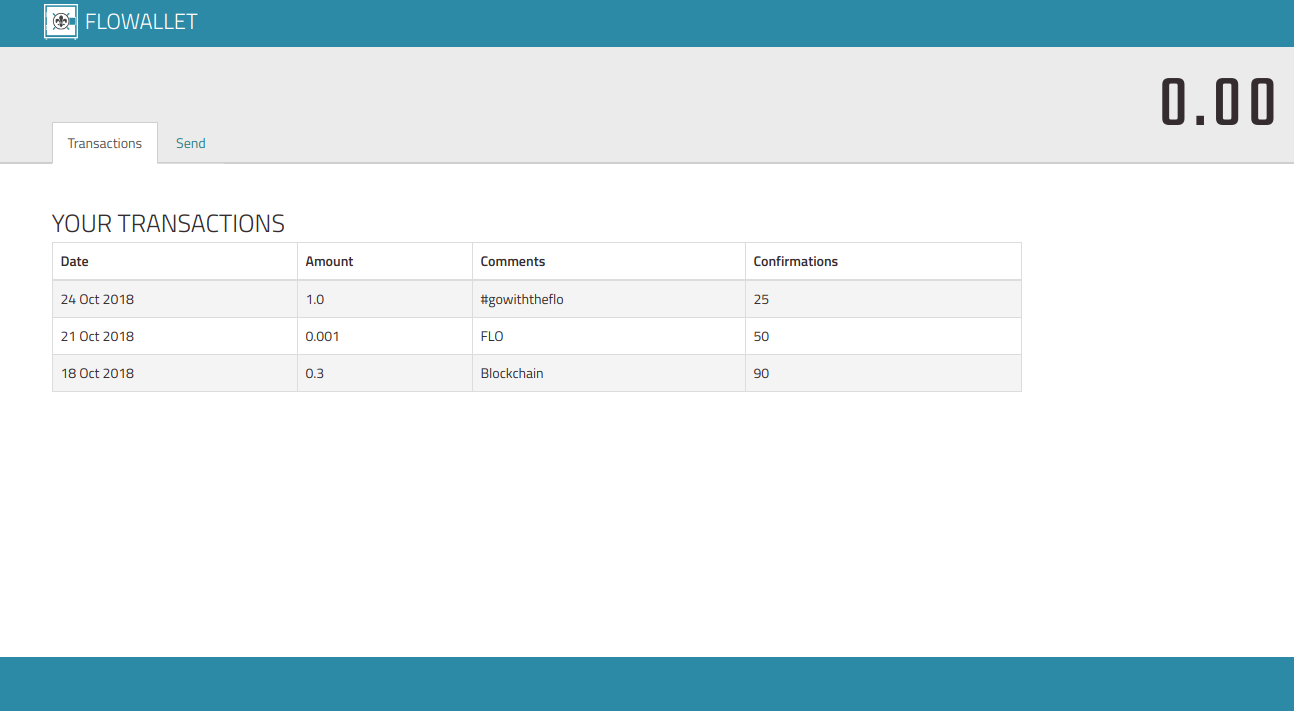 FLOWALLET
0.00
Transactions Send
YOUR TRANSACTIONS
Date Amount Comments Confirmations
24 Oct 2018 1.0 #gowiththeflo 25
21 Oct 2018 0.001 FLO 50
18 Oct 2018 0.3 Blockchain 90